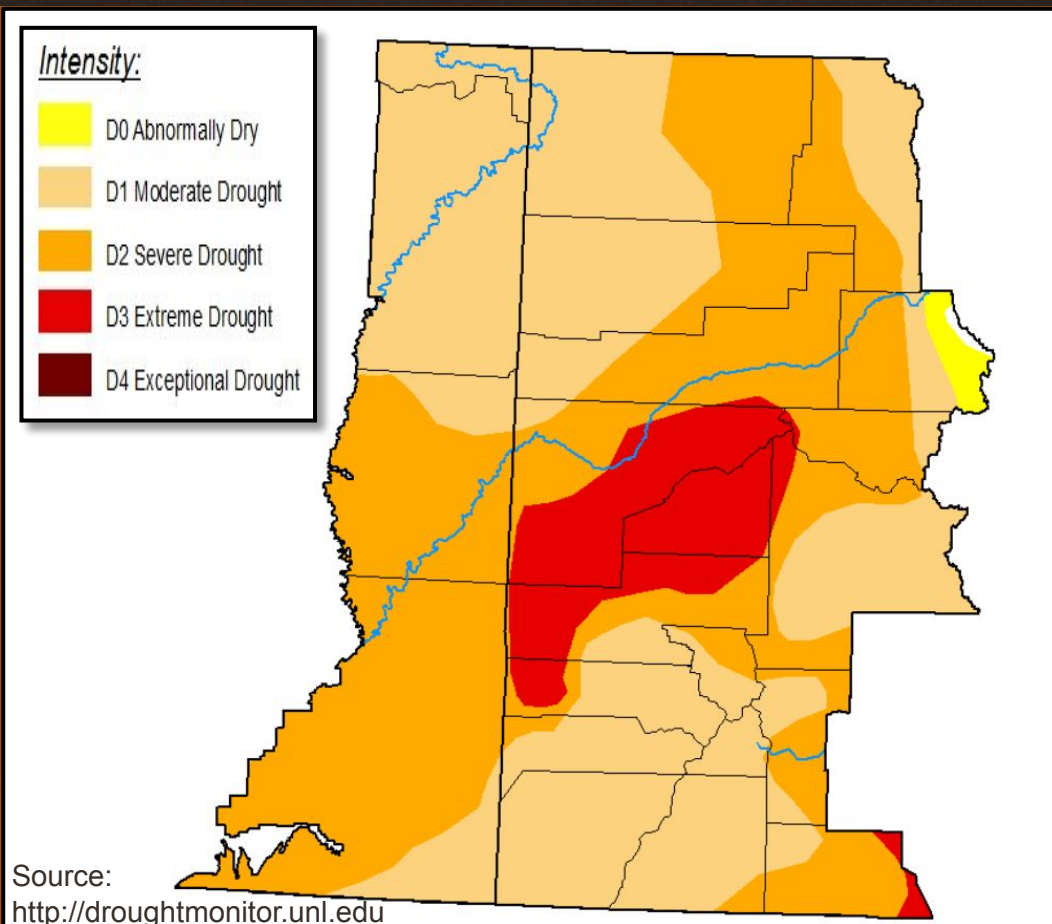 Intensity:
D0 Abnormally Dry
D1 Moderate Drought
D2 Severe Drought
D3 Extreme Drought
D4 Exceptional Drought
Source:
http://droughtmonitor.unl.edu